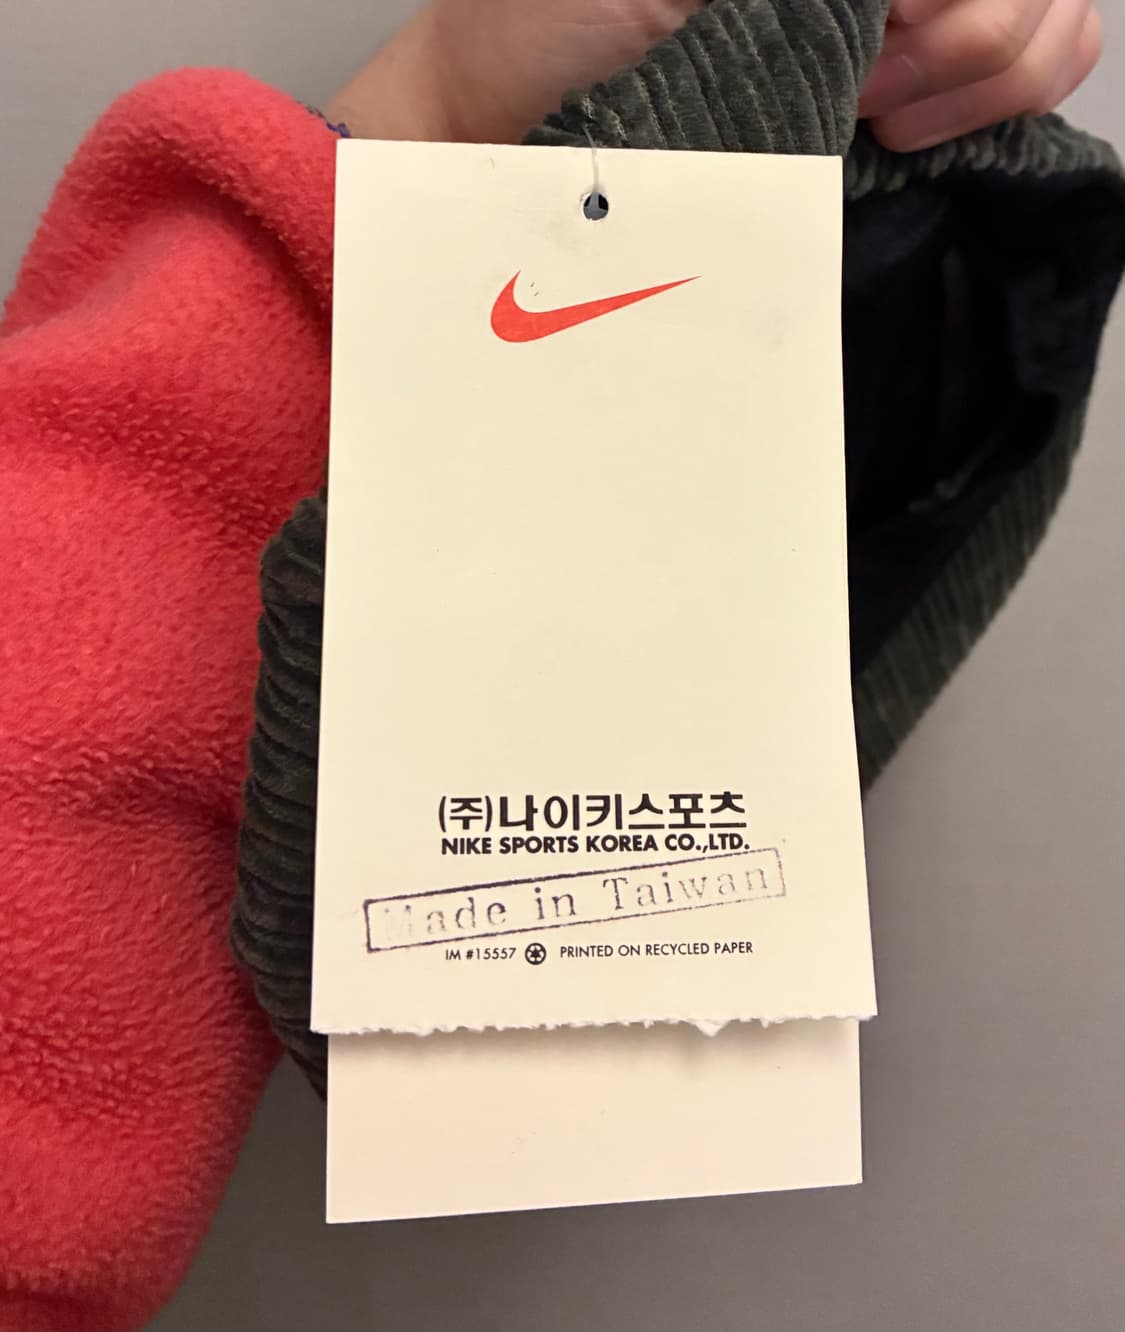 (주)나이키스포츠
NIKE SPORTS KOREA CO.,LTD.
Made in Taiwan
IM #15557 PRINTED ON RECYCLED PAPER